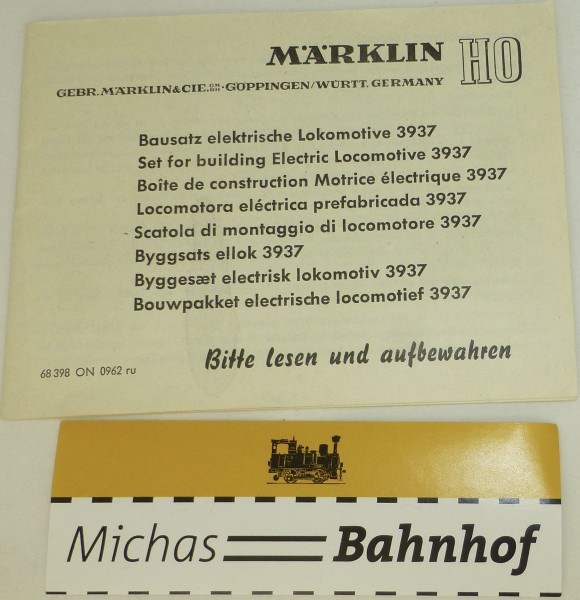 MÄRKLIN HO
GEBR. MÄRKLIN & CIE. GMBH · GÖPPINGEN/WÜRTT. GERMANY
Bausatz elektrische Lokomotive 3937
Set for building Electric Locomotive 3937
Boîte de construction Motrice électrique 3937
Locomotora eléctrica prefabricada 3937
Scatola di montaggio di locomotore 3937
Byggsats ellok 3937
Byggesæt electrisk lokomotiv 3937
Bouwpakket electrische locomotief 3937
Bitte lesen und aufbewahren
68 398 ON 0962 ru
Michas Bahnhof